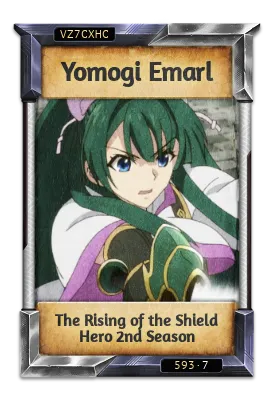 VZ7CXHC
Yomogi Emarl
The Rising of the Shield
Hero 2nd Season
593·7